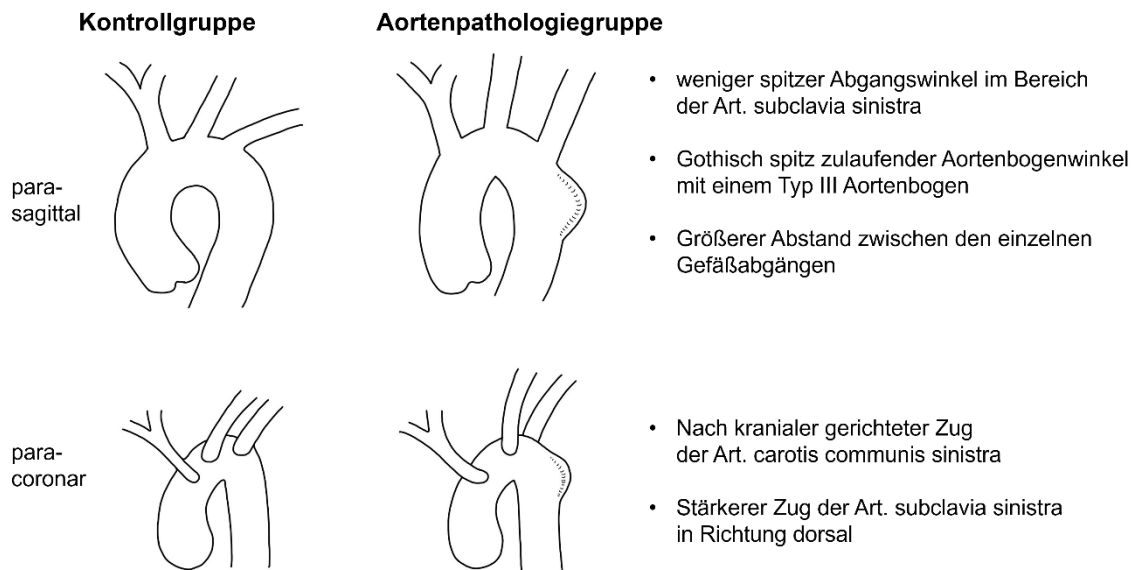 Kontrollgruppe
Aortenpathologiegruppe
para-
sagittal
• weniger spitzer Abgangswinkel im Bereich
der Art. subclavia sinistra
• Gothisch spitz zulaufender Aortenbogenwinkel
mit einem Typ III Aortenbogen
• Größerer Abstand zwischen den einzelnen
Gefäßabgängen
para-
coronar
• Nach kranialer gerichteter Zug
der Art. carotis communis sinistra
• Stärkerer Zug der Art. subclavia sinistra
in Richtung dorsal